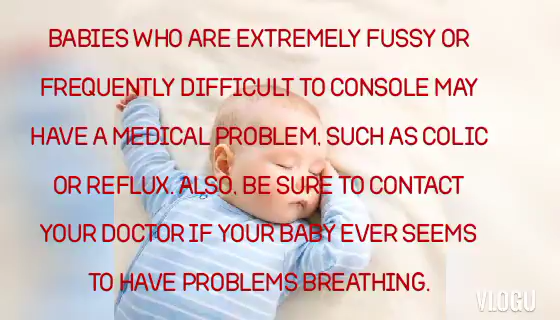 BABIES WHO ARE EXTREMELY FUSSY OR
FREQUENTLY DIFFICULT TO CONSOLE MAY
HAVE A MEDICAL PROBLEM, SUCH AS COLIC
OR REFLUX. ALSO, BE SURE TO CONTACT
YOUR DOCTOR IF YOUR BABY EVER SEEMS
TO HAVE PROBLEMS BREATHING.
VLOGU